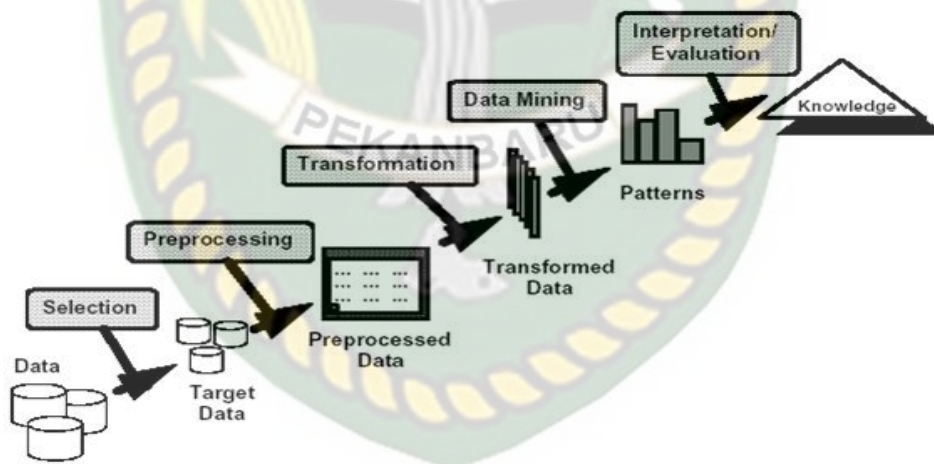 Interpretation/
Evaluation
Knowledge
Data Mining
Patterns
PEKANBARU
Transformation
Transformed
Data
Preprocessing
Preprocessed
Data
Selection
Target
Data
Data